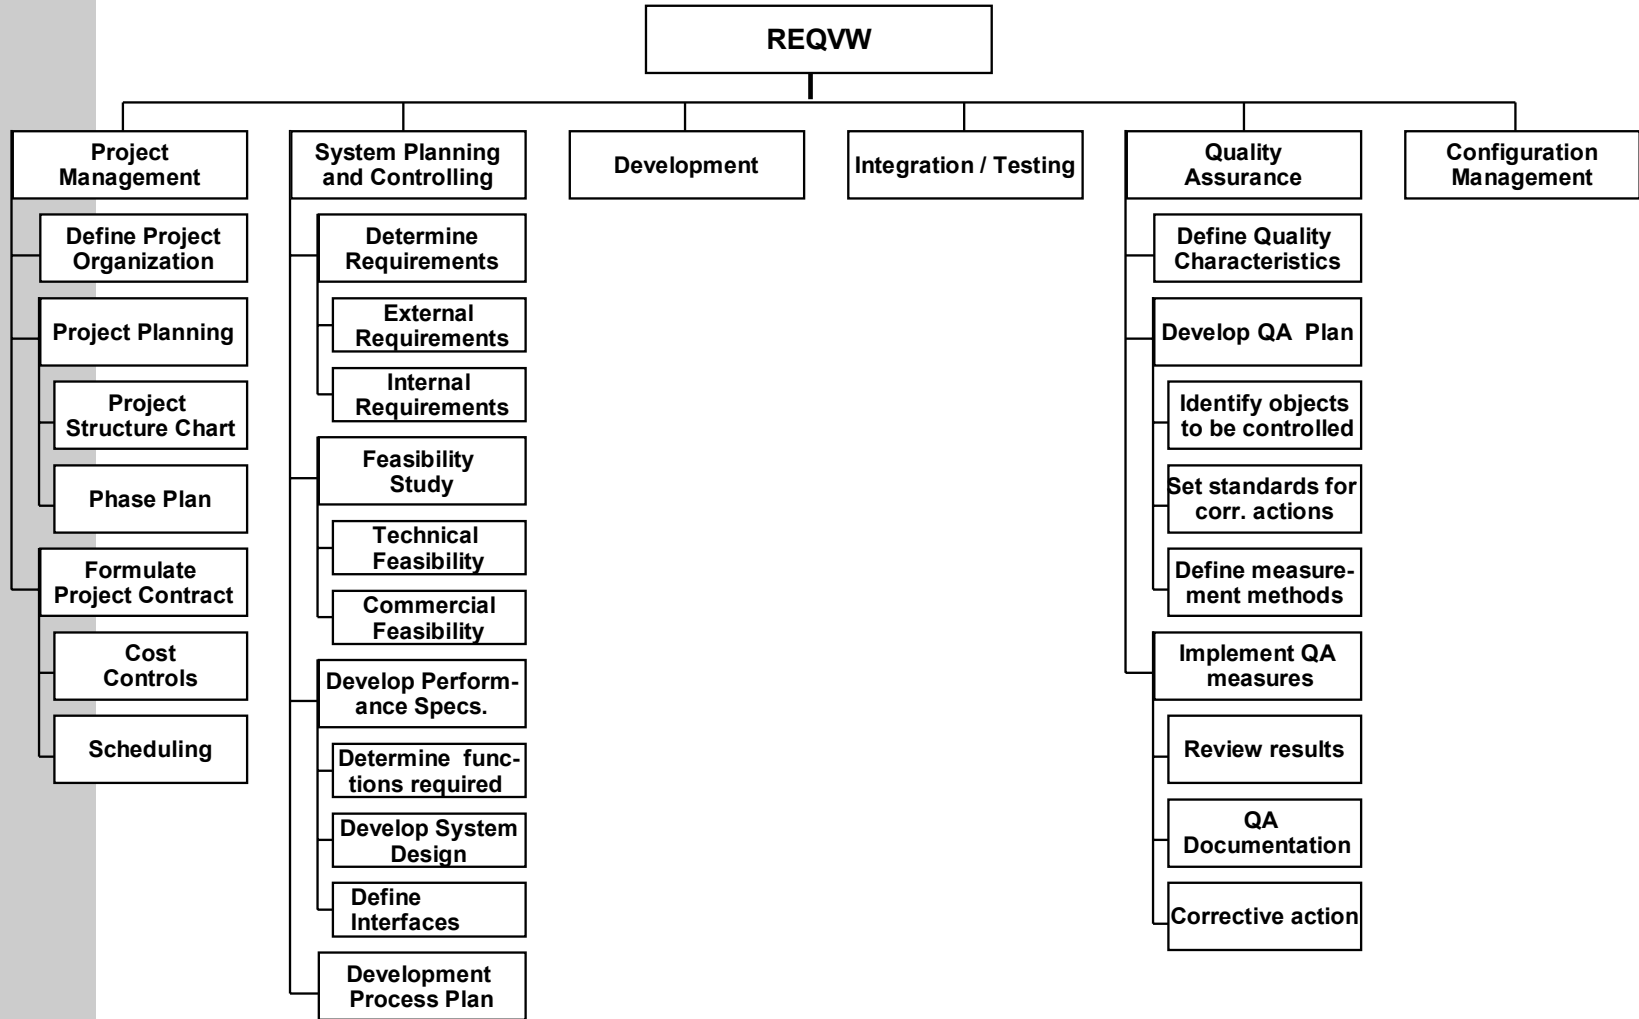 REQVW
Project
Management
Define Project
Organization
Project Planning
Project
Structure Chart
Phase Plan
Formulate
Project Contract
Cost
Controls
Scheduling
System Planning
and Controlling
Determine
Requirements
External
Requirements
Internal
Requirements
Feasibility
Study
Technical
Feasibility
Commercial
Feasibility
Develop Perform-
ance Specs.
Determine func-
tions required
Develop System
Design
Define
Interfaces
Development
Process Plan
Development
Integration / Testing
Quality
Assurance
Define Quality
Characteristics
Develop QA Plan
Identify objects
to be controlled
Set standards for
corr. actions
Define measure-
ment methods
Implement QA
measures
Review results
QA
Documentation
Corrective action
Configuration
Management